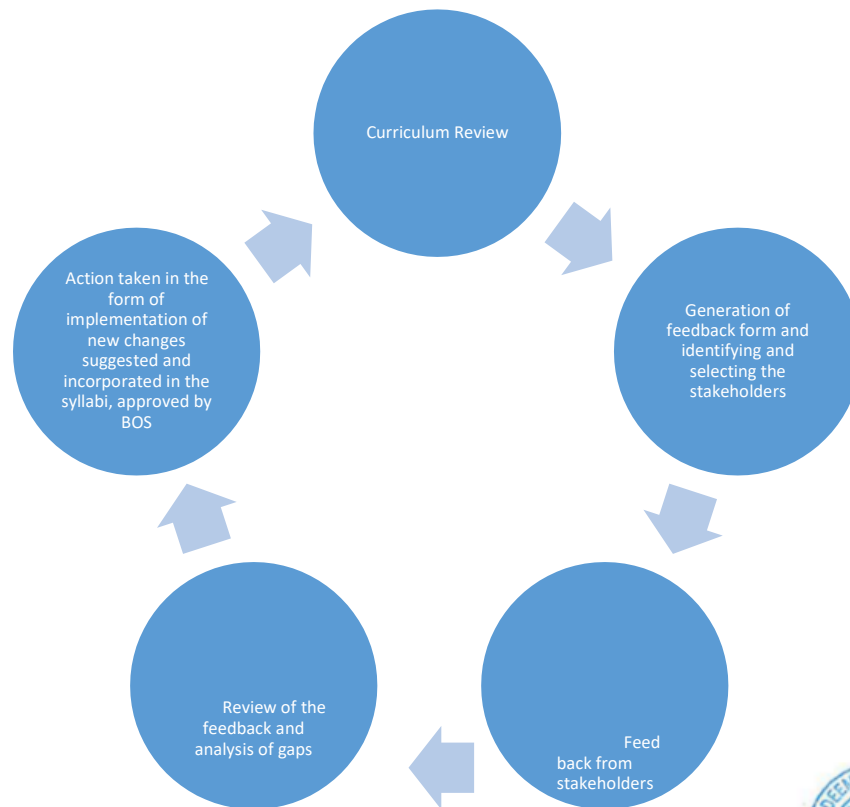 Curriculum Review
Generation of
feedback form and
identifying and
selecting the
stakeholders
Feed
back from
stakeholders
Review of the
feedback and
analysis of gaps
Action taken in the
form of
implementation of
new changes
suggested and
incorporated in the
syllabi, approved by
BOS
DEEM